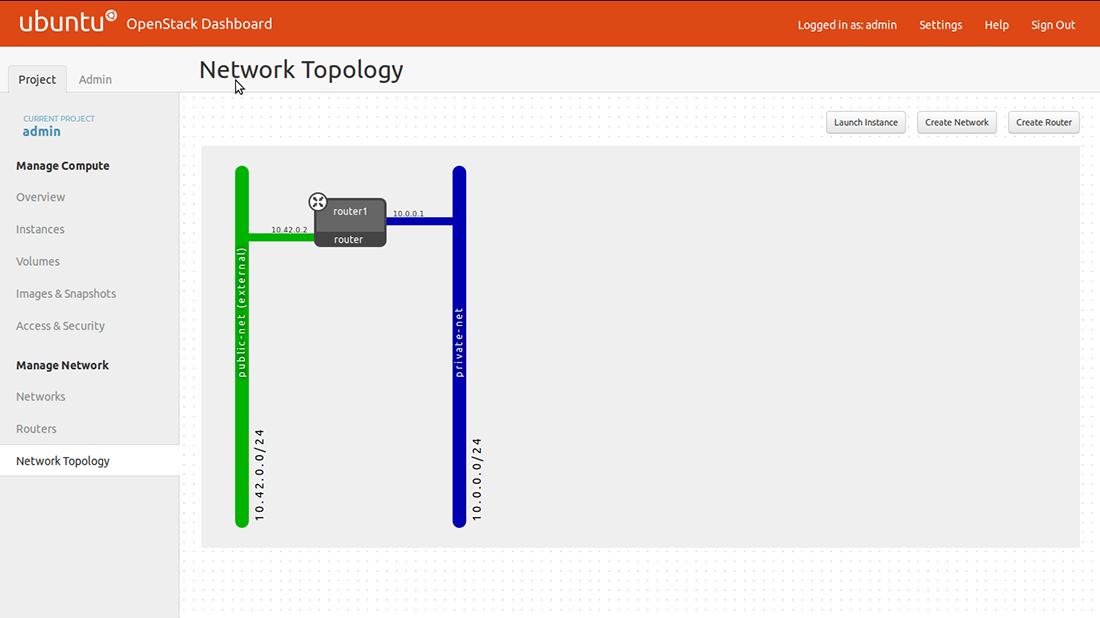 ubuntu OpenStack Dashboard
Logged in as: admin Settings Help Sign Out
Project Admin
Network Topology
CURRENT PROJECT
admin
Manage Compute
Overview
Instances
Volumes
Images & Snapshots
Access & Security
Manage Network
Networks
Routers
Network Topology
Launch Instance Create Network Create Router
public-net (external)
10.42.0.0/24
10.42.0.2
router1
router
10.0.0.1
private-net
10.0.0.0/24